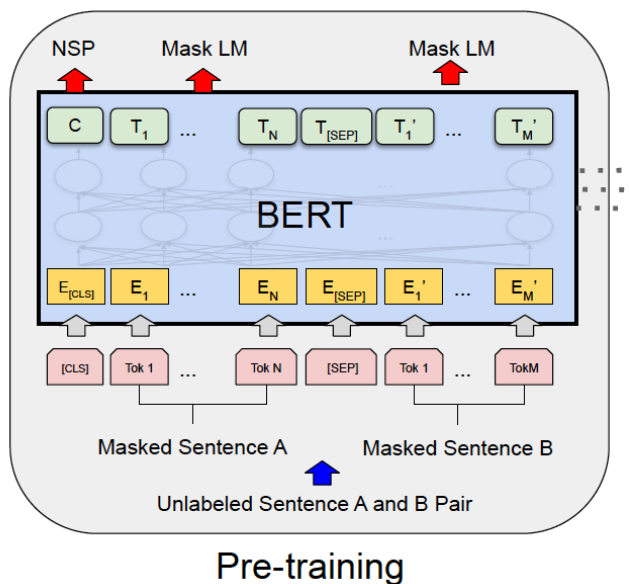 NSP Mask LM Mask LM
C T1 ... TN T[SEP] T1' ... TM'
...
BERT
...
E[CLS] E1 ... EN E[SEP] E1' ... EM'
[CLS] Tok 1 ... Tok N [SEP] Tok 1 ... TokM
Masked Sentence A Masked Sentence B
Unlabeled Sentence A and B Pair
Pre-training